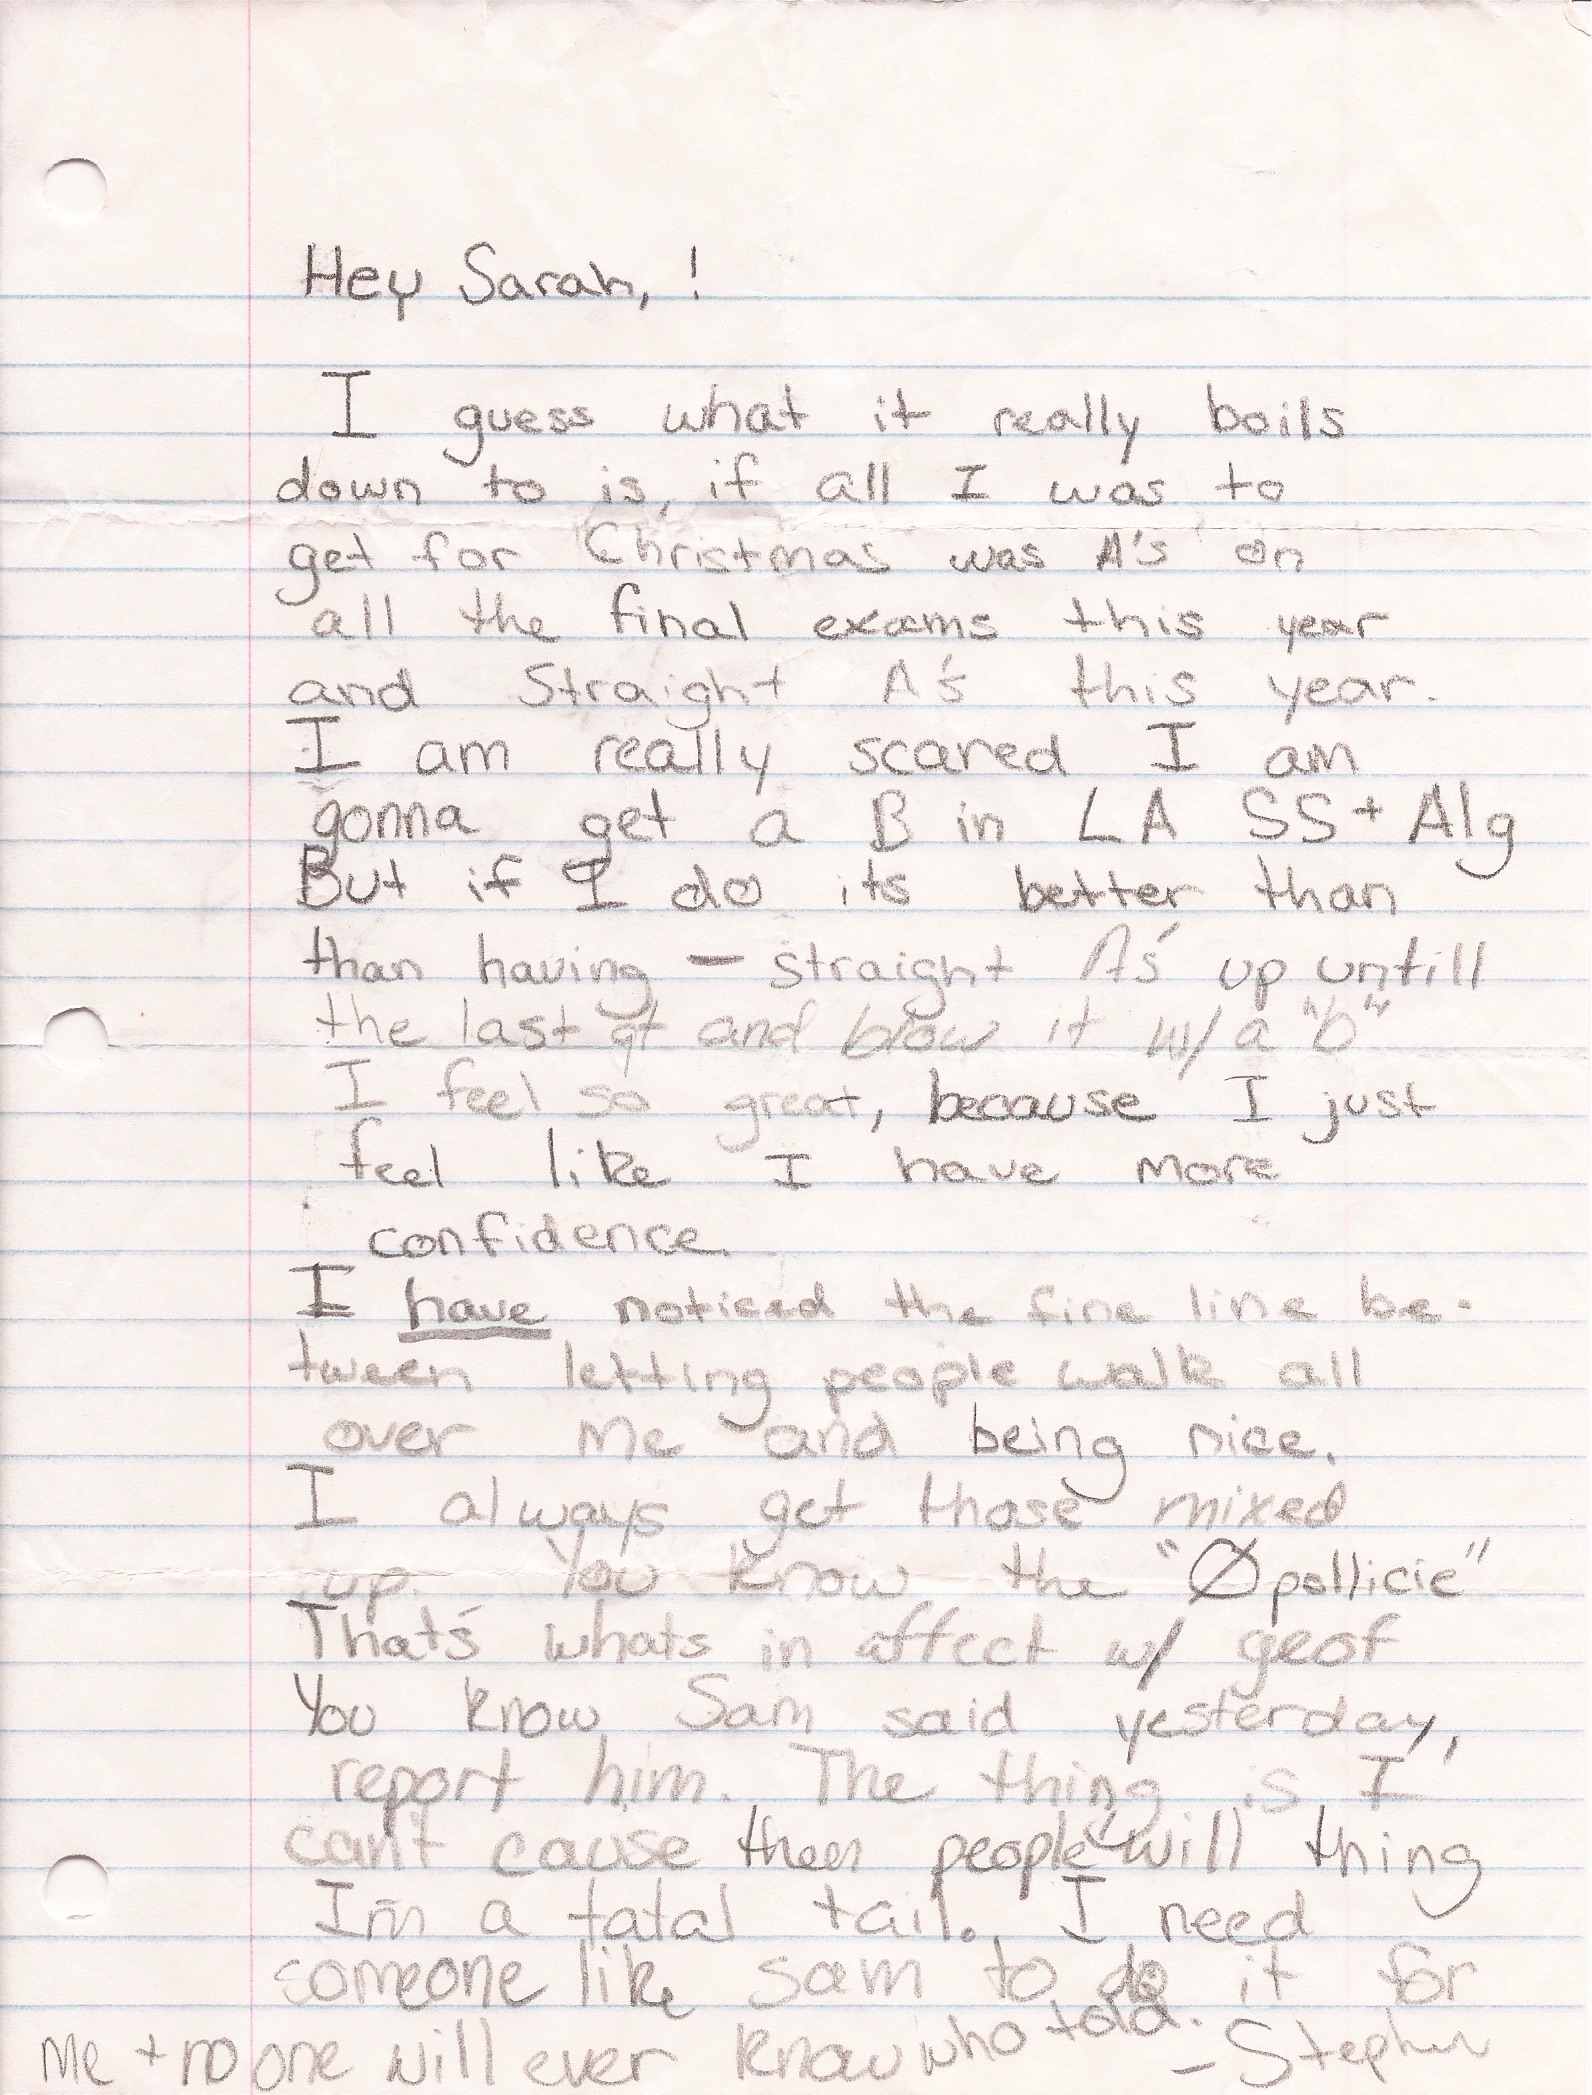 Hey Sarah, !
I guess what it really boils
down to is, if all I was to
get for Christmas was A's on
all the final exams this year
and Straight A's this year.
I am really scared I am
gonna get a B in LA SS + Alg
But if I do its better than
than having - straight A's up untill
the last qt and blow it w/ a "b"
I feel so great, because I just
feel like I have more
confidence.
I have noticed the fine line be-
tween letting people walk all
over me and being nice.
I always get those mixed
up. You know the "Øpollicie"
That's whats in affect w/ geof
You know Sam said yesterday,
report him. The thing is I
can't cause then people will thing
I'm a tatal tail. I need
someone like sam to do it for
me + no one will ever know who told.
- Stephen